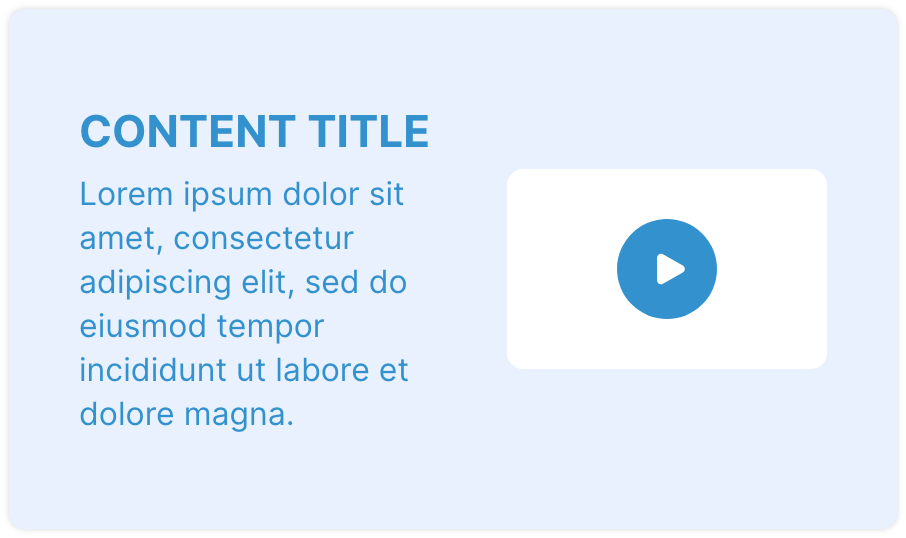 CONTENT TITLE
Lorem ipsum dolor sit
amet, consectetur
adipiscing elit, sed do
eiusmod tempor
incididunt ut labore et
dolore magna.